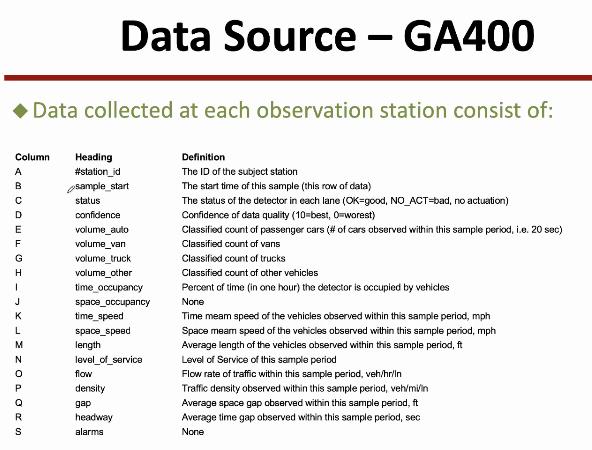 Data Source – GA400
Data collected at each observation station consist of:
Column Heading Definition
A #station_id The ID of the subject station
B sample_start The start time of this sample (this row of data)
C status The status of the detector in each lane (OK=good, NO_ACT=bad, no actuation)
D confidence Confidence of data quality (10=best, 0=worest)
E volume_auto Classified count of passenger cars (# of cars observed within this sample period, i.e. 20 sec)
F volume_van Classified count of vans
G volume_truck Classified count of trucks
H volume_other Classified count of other vehicles
I time_occupancy Percent of time (in one hour) the detector is occupied by vehicles
J space_occupancy None
K time_speed Time meam speed of the vehicles observed within this sample period, mph
L space_speed Space meam speed of the vehicles observed within this sample period, mph
M length Average length of the vehicles observed within this sample period, ft
N level_of_service Level of Service of this sample period
O flow Flow rate of traffic within this sample period, veh/hr/ln
P density Traffic density observed within this sample period, veh/mi/ln
Q gap Average space gap observed within this sample period, ft
R headway Average time gap observed within this sample period, sec
S alarms None